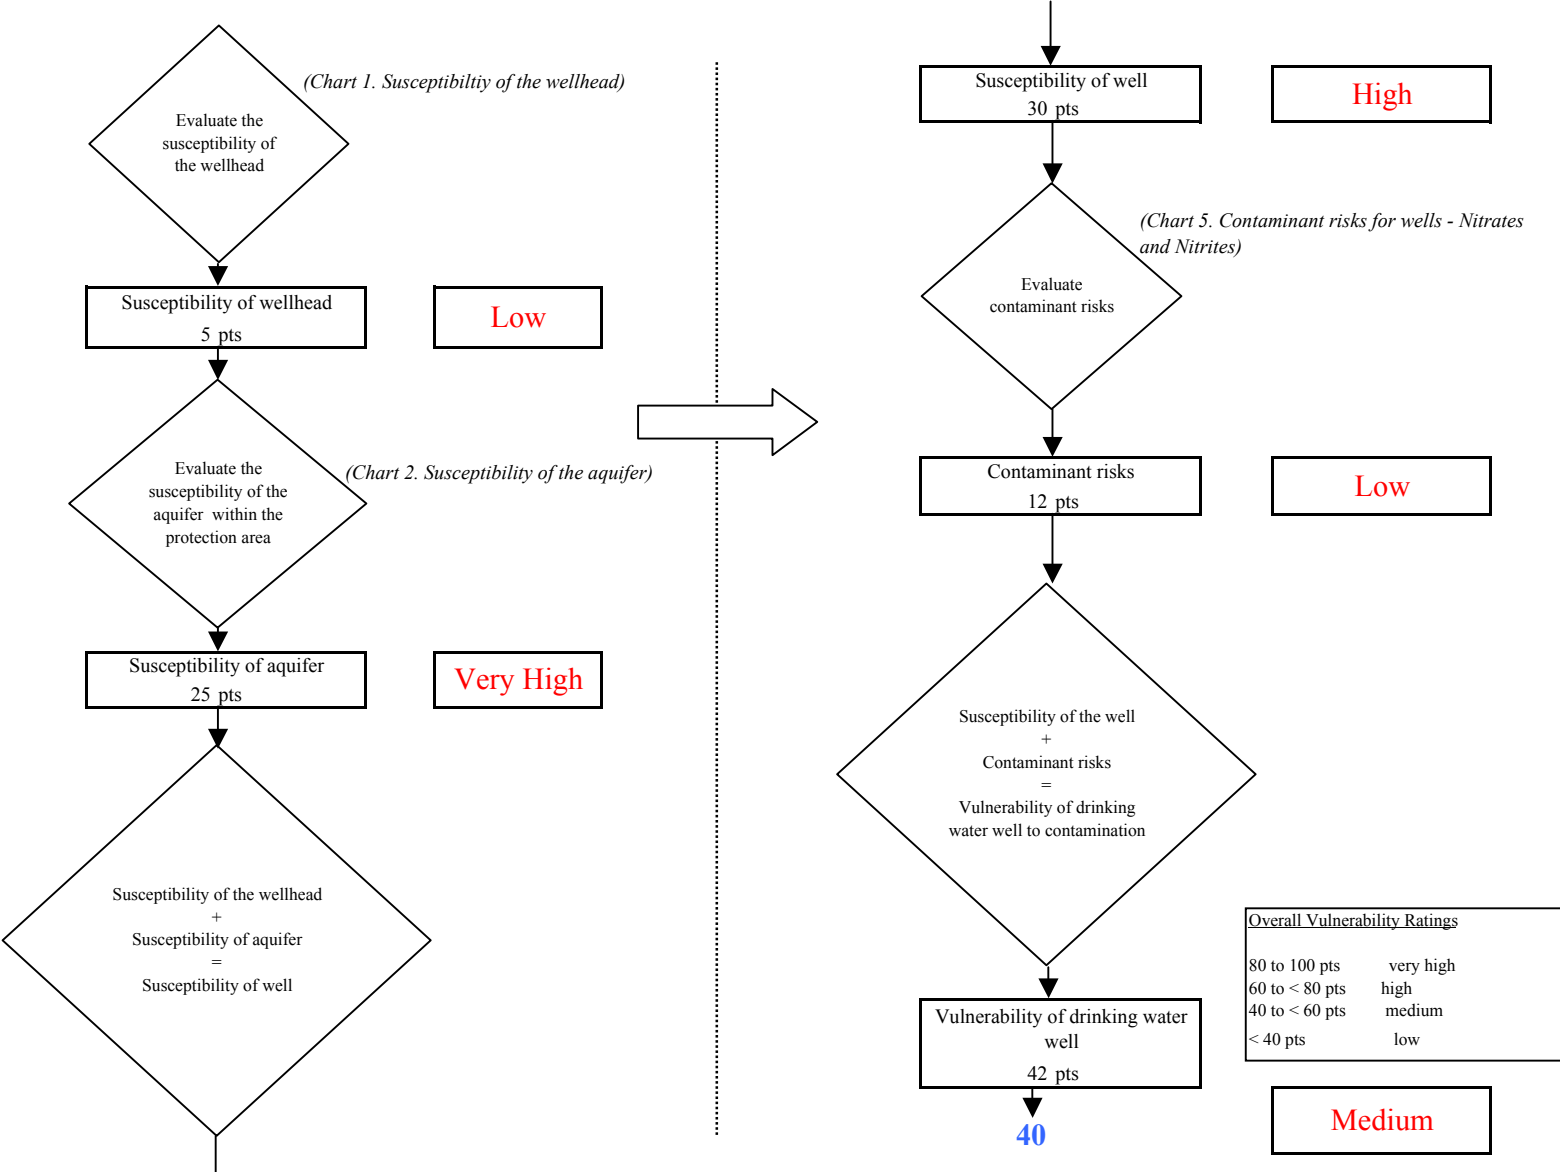 (Chart 1. Susceptibiltiy of the wellhead)
Evaluate the
susceptibility of
the wellhead
Susceptibility of wellhead
5 pts
Low
Evaluate the
susceptibility of the
aquifer within the
protection area
(Chart 2. Susceptibility of the aquifer)
Susceptibility of aquifer
25 pts
Very High
Susceptibility of the wellhead
+
Susceptibility of aquifer
=
Susceptibility of well
Susceptibility of well
30 pts
High
(Chart 5. Contaminant risks for wells - Nitrates
and Nitrites)
Evaluate
contaminant risks
Contaminant risks
12 pts
Low
Susceptibility of the well
+
Contaminant risks
=
Vulnerability of drinking
water well to contamination
Overall Vulnerability Ratings
80 to 100 pts very high
60 to < 80 pts high
40 to < 60 pts medium
< 40 pts low
Vulnerability of drinking water
well
42 pts
40
Medium